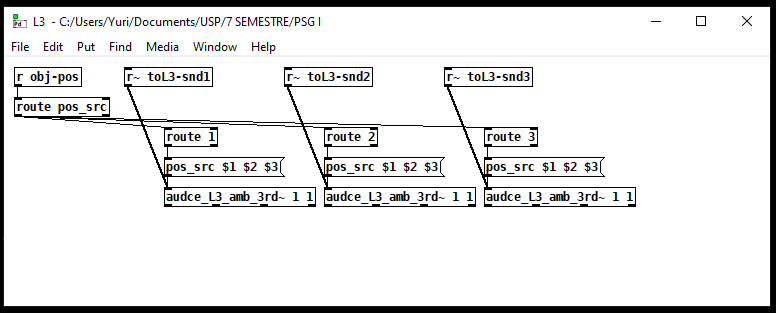 L3 - C:/Users/Yuri/Documents/USP/7 SEMESTRE/PSG I
File Edit Put Find Media Window Help
r obj-pos r~ toL3-snd1 r~ toL3-snd2 r~ toL3-snd3
route pos_src
route 1 route 2 route 3
pos_src $1 $2 $3 pos_src $1 $2 $3 pos_src $1 $2 $3
audce_L3_amb_3rd~ 1 1 audce_L3_amb_3rd~ 1 1 audce_L3_amb_3rd~ 1 1